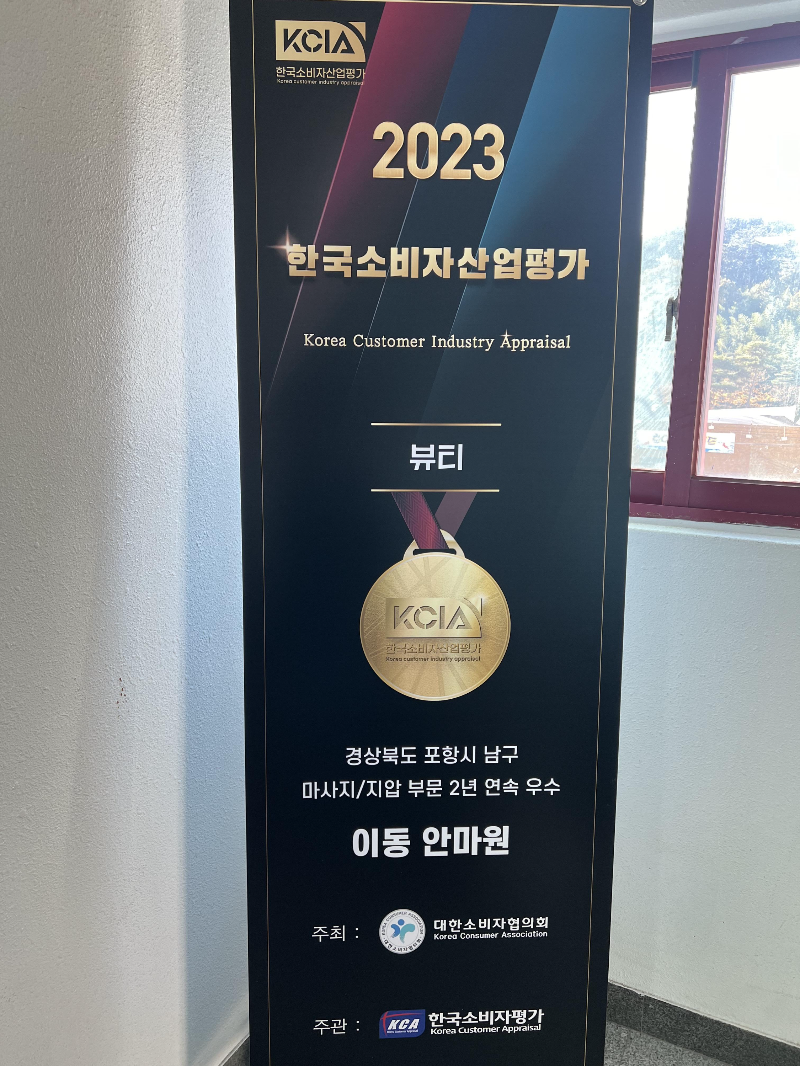 KCIA
한국소비자산업평가
Korea customer industry appraisal
2023
한국소비자산업평가
Korea Customer Industry Appraisal
뷰티
KCIA
한국소비자산업평가
Korea customer industry appraisal
경상북도 포항시 남구
마사지/지압 부문 2년 연속 우수
이동 안마원
주최 : 대한소비자협의회
Korea Consumer Association
주관 : KCA 한국소비자평가
Korea Customer Appraisal